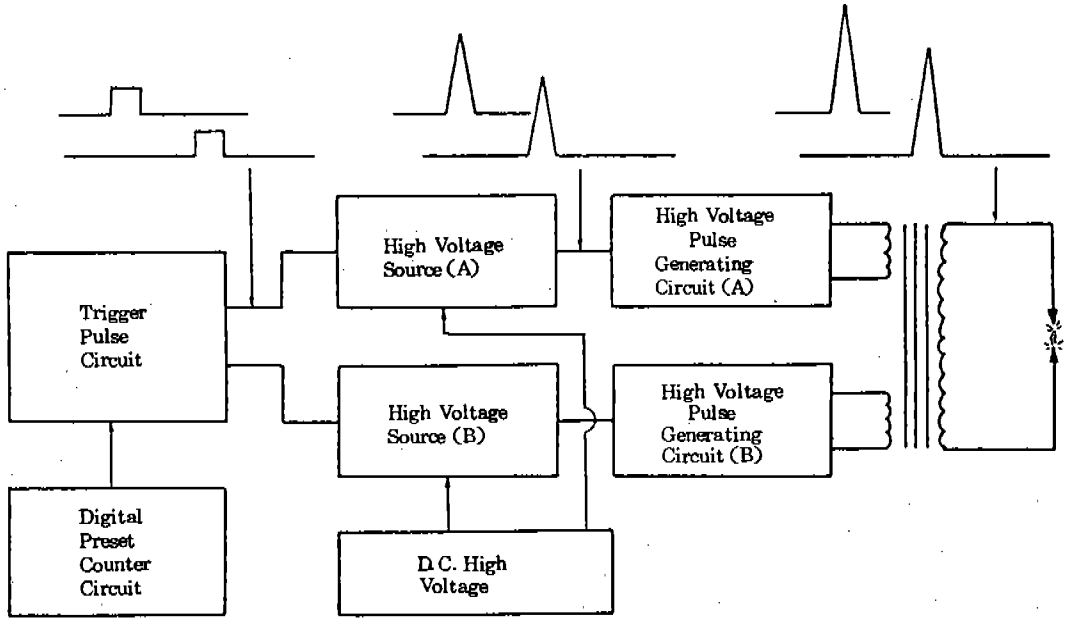 High Voltage
Source (A)
High Voltage
Pulse
Generating
Circuit (A)
Trigger
Pulse
Circuit
High Voltage
Source (B)
High Voltage
Pulse
Generating
Circuit (B)
Digital
Preset
Counter
Circuit
D.C. High
Voltage